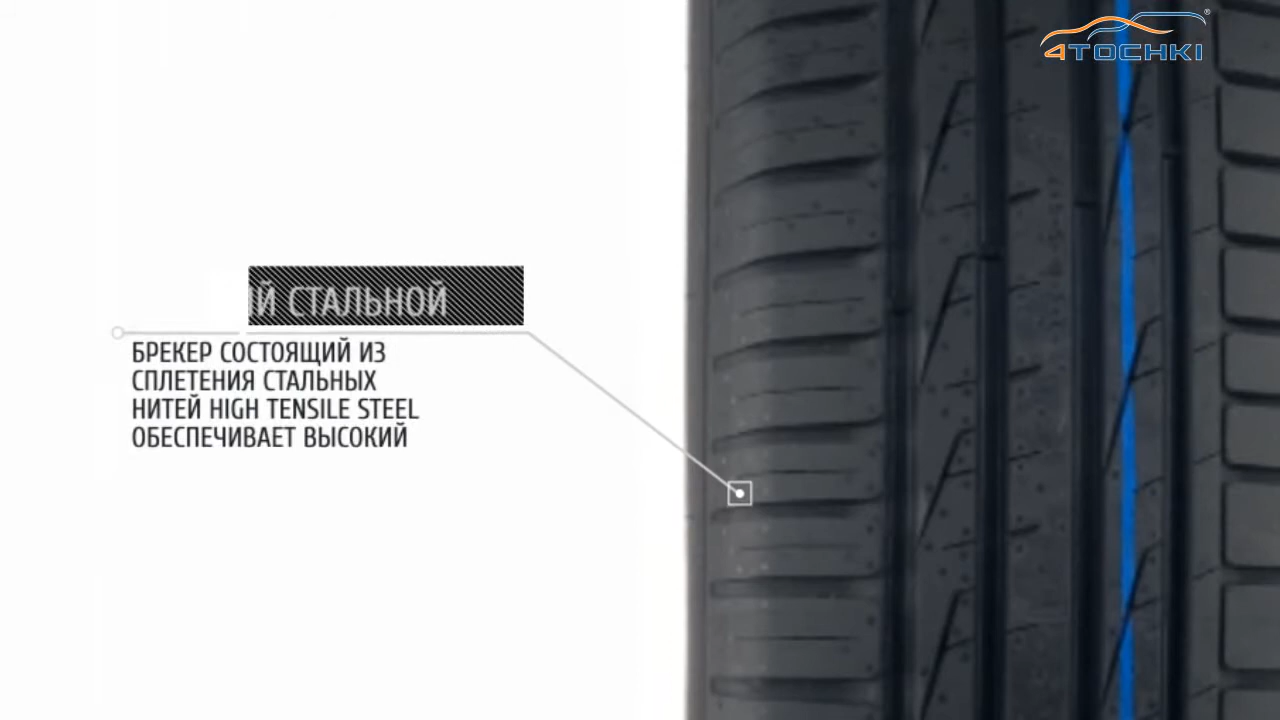 4TOCHKI
СТАЛЬНОЙ
БРЕКЕР СОСТОЯЩИЙ ИЗ
СПЛЕТЕНИЯ СТАЛЬНЫХ
НИТЕЙ HIGH TENSILE STEEL
ОБЕСПЕЧИВАЕТ ВЫСОКИЙ